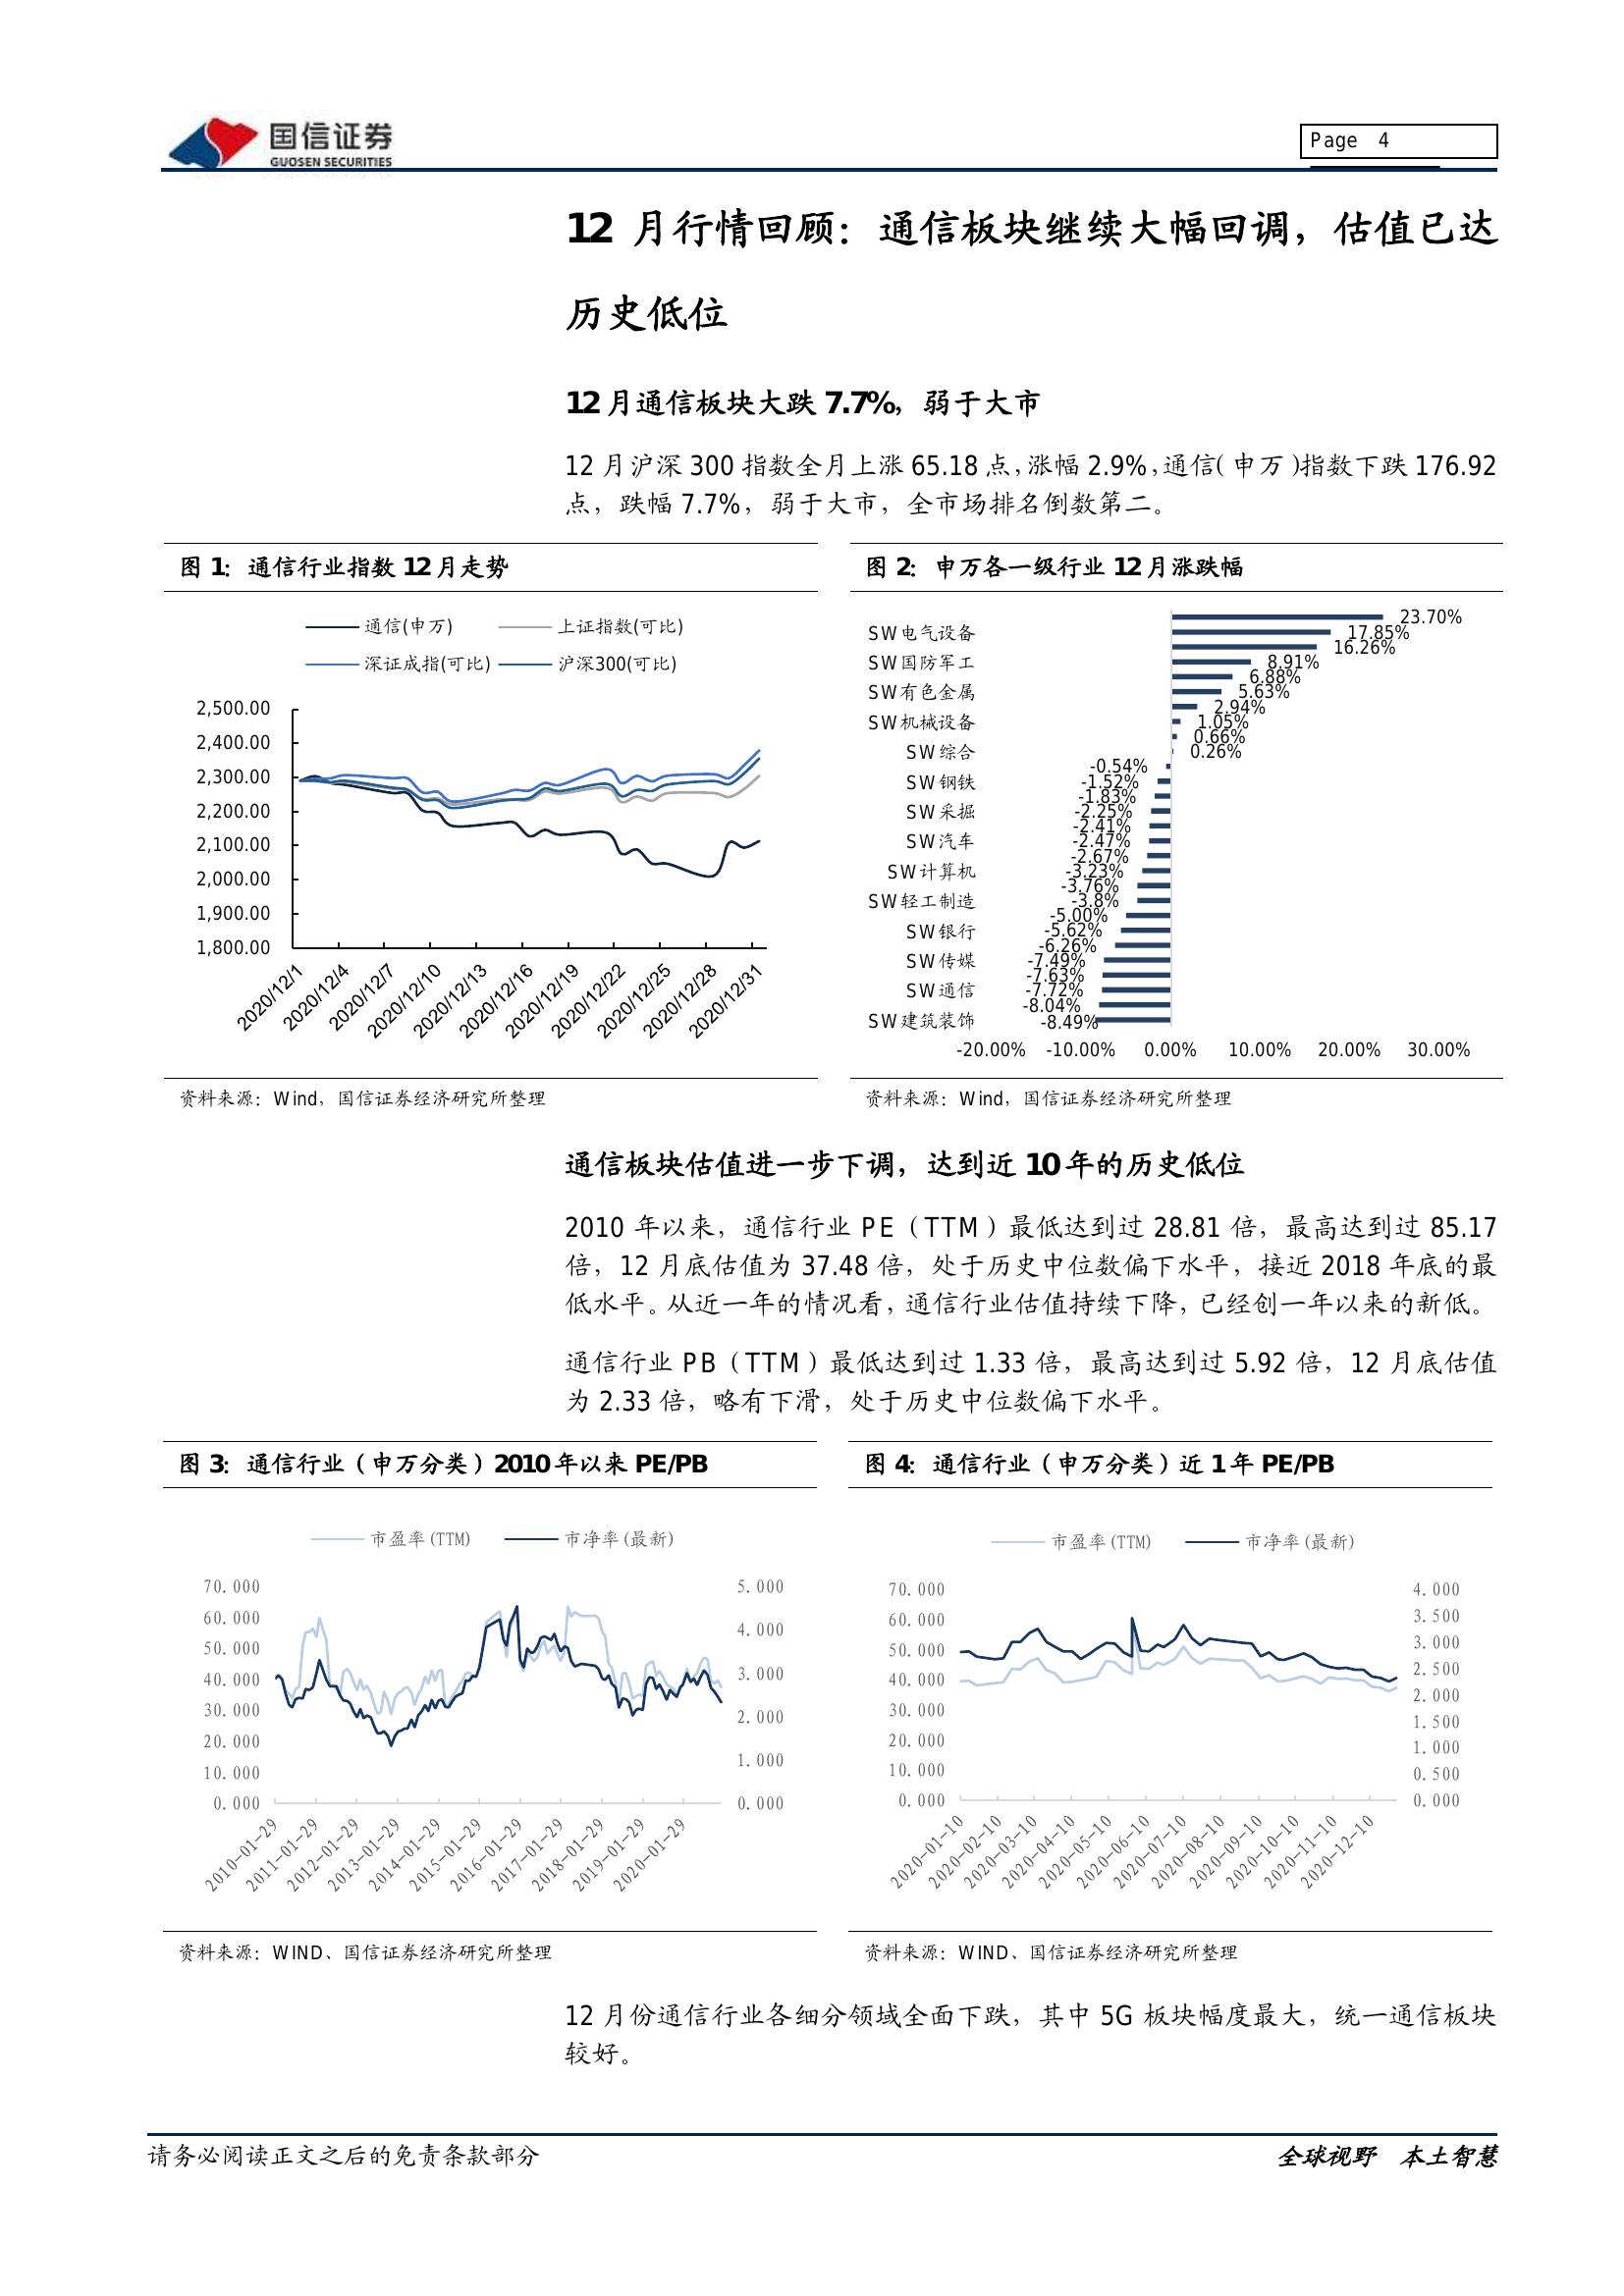 国信证券
GUOSEN SECURITIES
Page 4
12 月行情回顾：通信板块继续大幅回调，估值已达
历史低位
12 月通信板块大跌 7.7%，弱于大市
12 月沪深 300 指数全月上涨 65.18 点，涨幅 2.9%，通信（申万）指数下跌 176.92
点，跌幅 7.7%，弱于大市，全市场排名倒数第二。
图 1：通信行业指数 12 月走势
通信(申万)
上证指数(可比)
深证成指(可比)
沪深300(可比)
2,500.00
2,400.00
2,300.00
2,200.00
2,100.00
2,000.00
1,900.00
1,800.00
2020/12/1
2020/12/4
2020/12/7
2020/12/10
2020/12/13
2020/12/16
2020/12/19
2020/12/22
2020/12/25
2020/12/28
2020/12/31
资料来源：Wind，国信证券经济研究所整理
图 2：申万各一级行业 12 月涨跌幅
23.70%
SW电气设备
17.85%
16.26%
SW国防军工
8.91%
6.88%
SW有色金属
5.63%
2.94%
SW机械设备
1.05%
0.66%
SW综合
0.26%
-0.54%
SW钢铁
-1.52%
-1.83%
SW采掘
-2.25%
-2.41%
SW汽车
-2.47%
-2.67%
SW计算机
-3.23%
-3.76%
SW轻工制造
-3.8%
-5.00%
SW银行
-5.62%
-6.26%
SW传媒
-7.49%
-7.63%
SW通信
-7.72%
-8.04%
SW建筑装饰
-8.49%
-20.00% -10.00% 0.00% 10.00% 20.00% 30.00%
资料来源：Wind，国信证券经济研究所整理
通信板块估值进一步下调，达到近 10 年的历史低位
2010 年以来，通信行业 PE（TTM）最低达到过 28.81 倍，最高达到过 85.17
倍，12 月底估值为 37.48 倍，处于历史中位数偏下水平，接近 2018 年底的最
低水平。从近一年的情况看，通信行业估值持续下降，已经创一年以来的新低。
通信行业 PB（TTM）最低达到过 1.33 倍，最高达到过 5.92 倍，12 月底估值
为 2.33 倍，略有下滑，处于历史中位数偏下水平。
图 3：通信行业（申万分类）2010 年以来 PE/PB
市盈率(TTM)
市净率(最新)
70.000
60.000
50.000
40.000
30.000
20.000
10.000
0.000
5.000
4.000
3.000
2.000
1.000
0.000
2010-01-29
2011-01-29
2012-01-29
2013-01-29
2014-01-29
2015-01-29
2016-01-29
2017-01-29
2018-01-29
2019-01-29
2020-01-29
资料来源：WIND、国信证券经济研究所整理
图 4：通信行业（申万分类）近 1 年 PE/PB
市盈率(TTM)
市净率(最新)
70.000
60.000
50.000
40.000
30.000
20.000
10.000
0.000
4.000
3.500
3.000
2.500
2.000
1.500
1.000
0.500
0.000
2020-01-10
2020-02-10
2020-03-10
2020-04-10
2020-05-10
2020-06-10
2020-07-10
2020-08-10
2020-09-10
2020-10-10
2020-11-10
2020-12-10
资料来源：WIND、国信证券经济研究所整理
12 月份通信行业各细分领域全面下跌，其中 5G 板块幅度最大，统一通信板块
较好。
请务必阅读正文之后的免责条款部分
全球视野 本土智慧